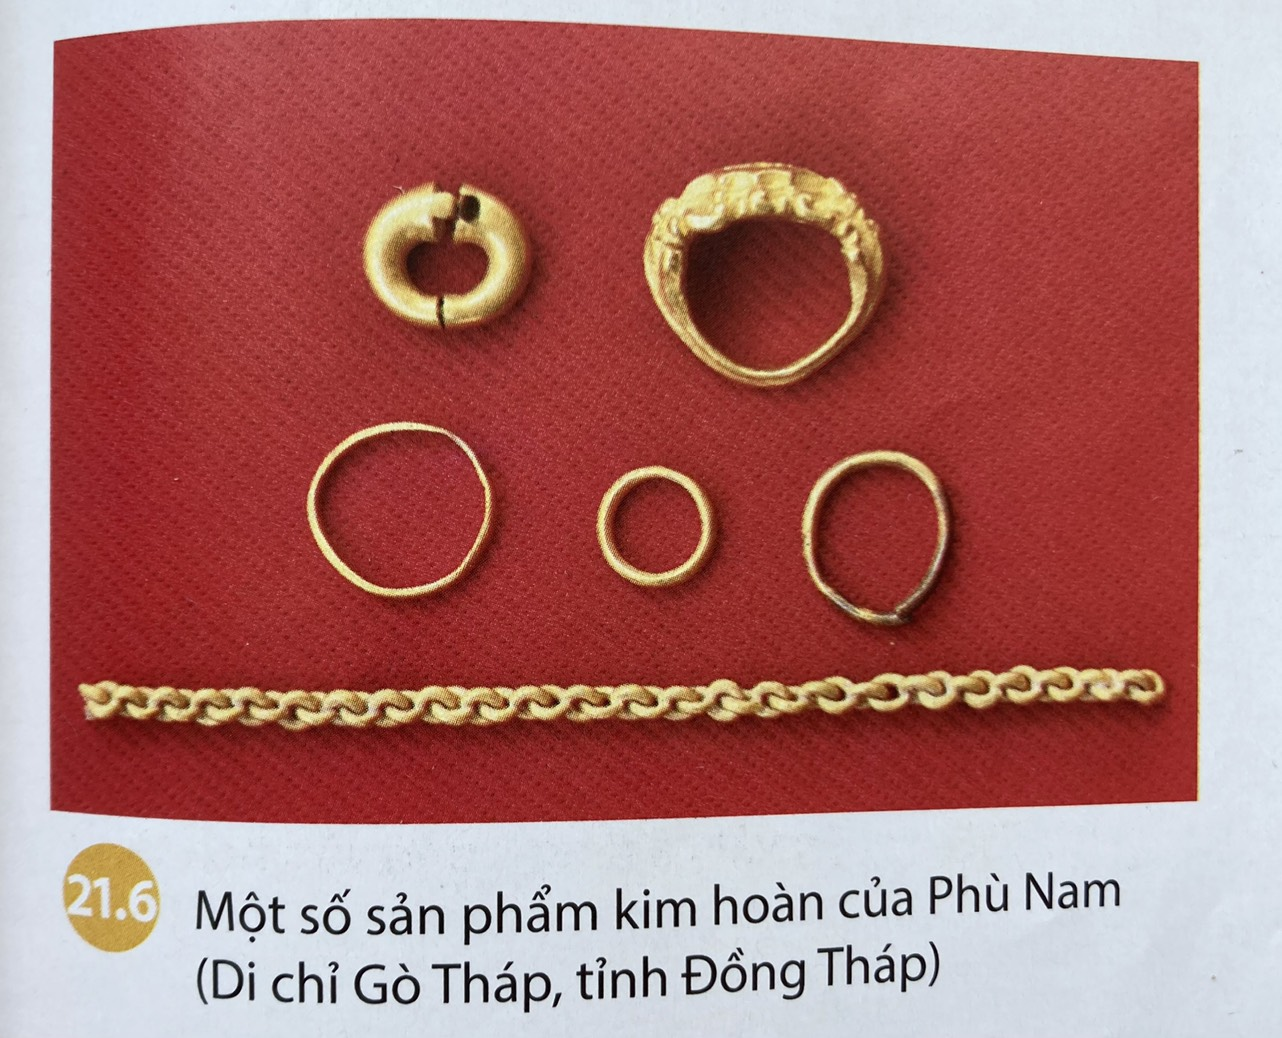 21.6
Một số sản phẩm kim hoàn của Phù Nam
(Di chỉ Gò Tháp, tỉnh Đồng Tháp)